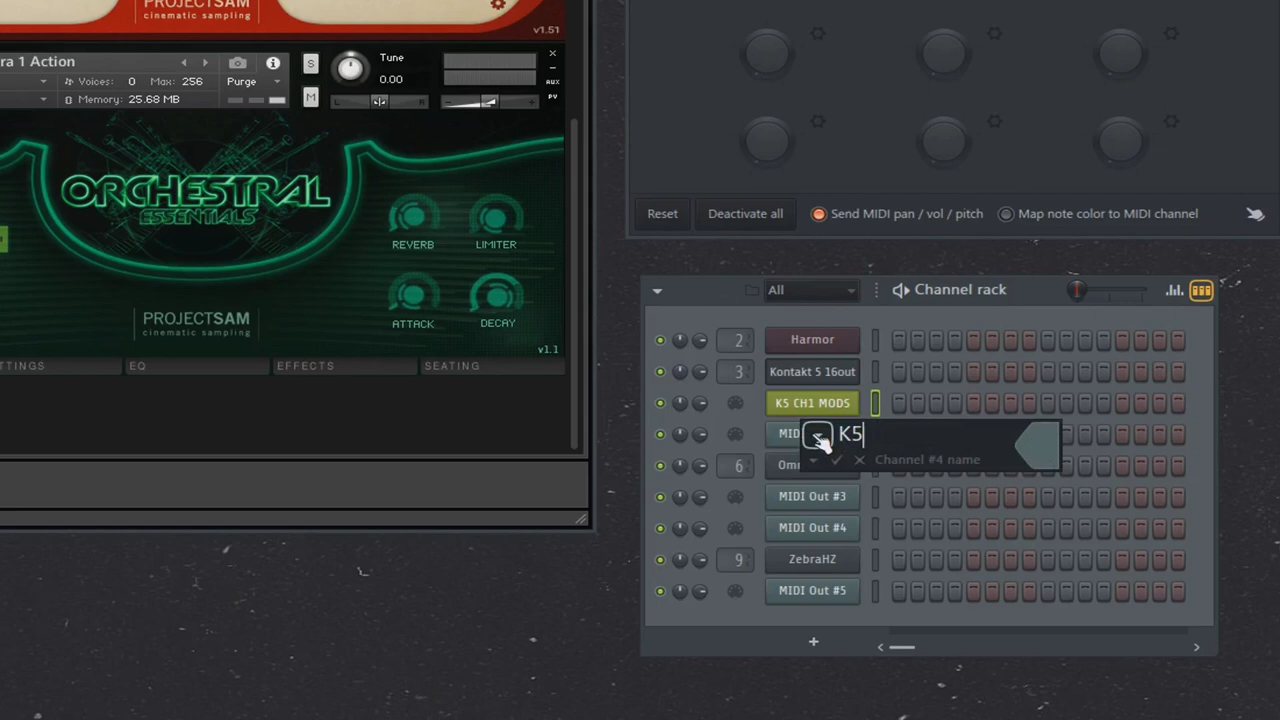 PROJECTSAM
cinematic sampling
v1.51
ra 1 Action
Voices: 0 Max: 256 Purge
Memory: 25.68 MB
S
M
Tune
0.00
L R
AUX
PV
ORCHESTRAL
ESSENTIALS
REVERB LIMITER
ATTACK DECAY
PROJECTSAM
cinematic sampling
v1.1
TTINGS EQ EFFECTS SEATING
Reset Deactivate all Send MIDI pan / vol / pitch Map note color to MIDI channel
All Channel rack
2 Harmor
3 Kontakt 5 16out
K5 CH1 MODS
MID K5
Channel #4 name
6 Omn
MIDI Out #3
MIDI Out #4
9 ZebraHZ
MIDI Out #5
+